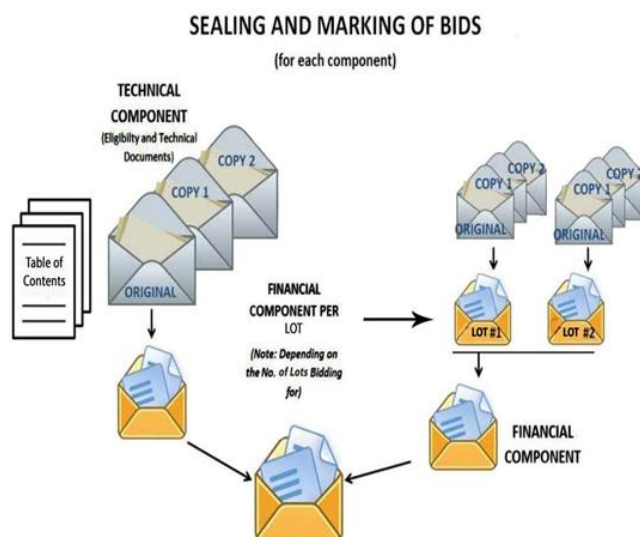 SEALING AND MARKING OF BIDS
(for each component)
TECHNICAL
COMPONENT
(Eligibilty and Technical
Documents)
COPY 2
COPY 1
ORIGINAL
Table of
Contents
COPY 2
COPY 1
ORIGINAL
COPY 2
COPY 1
ORIGINAL
FINANCIAL
COMPONENT PER
LOT
(Note: Depending on
the No. of Lots Bidding
for)
LOT #1
LOT #2
FINANCIAL
COMPONENT